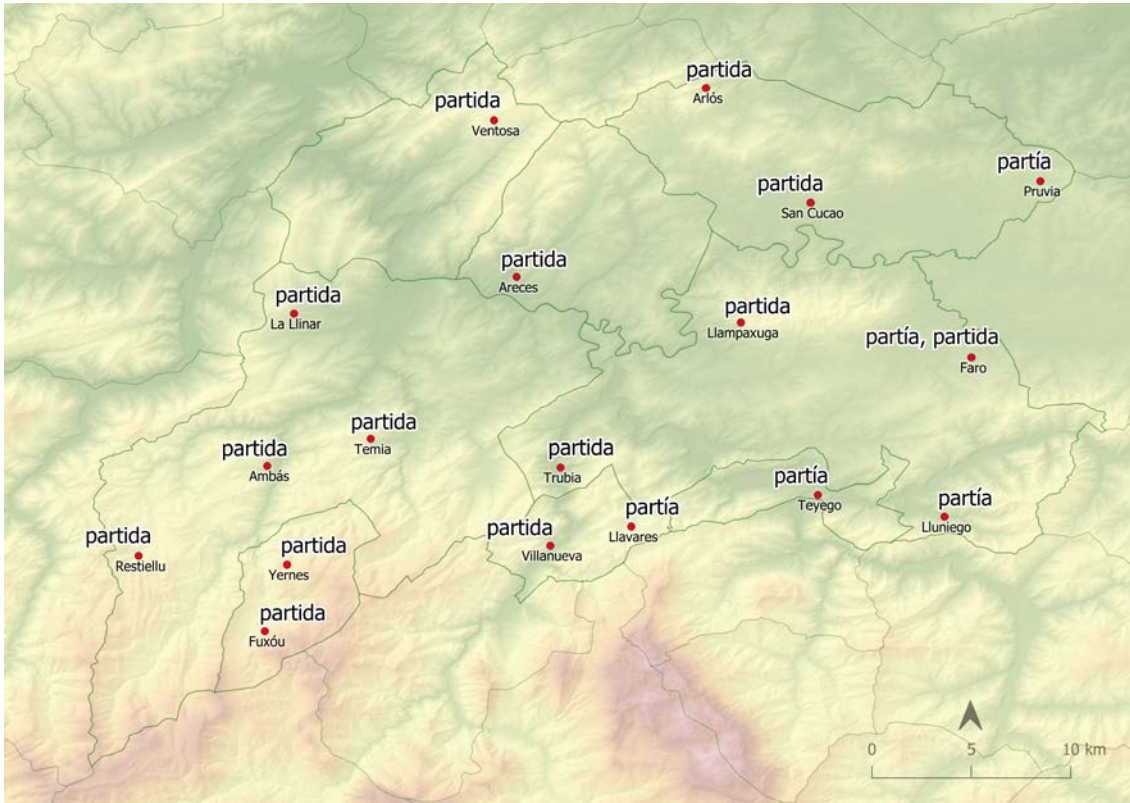 partida
Arlós
partida
Ventosa
partía
Pruvia
partida
San Cucao
partida
Areces
partida
La Llinar
partida
Llampaxuga
partía, partida
Faro
partida
Temia
partida
Ambás
partida
Trubia
partía
Teyego
partía
Lluniego
partía
Llavares
partida
Villanueva
partida
Restiellu
partida
Yernes
partida
Fuxóu
0 5 10 km